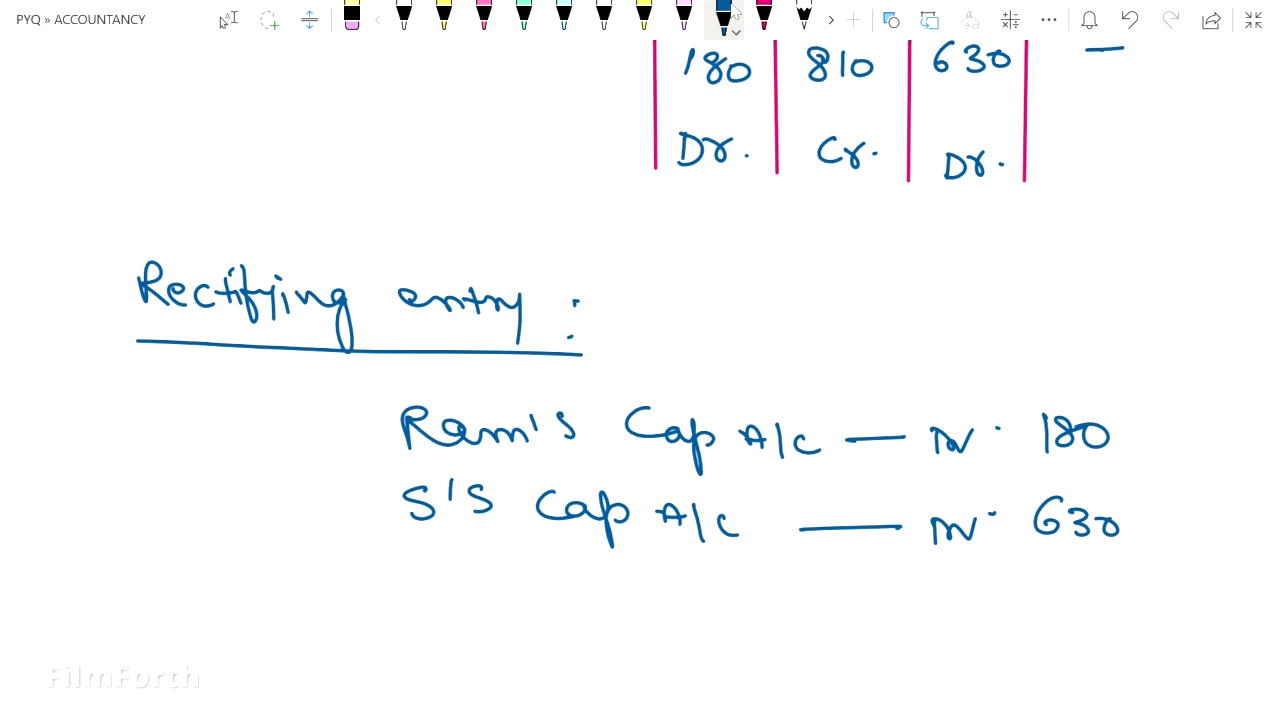 PYQ » ACCOUNTANCY
180 810 630 —
Dr. Cr. Dr.
Rectifying entry :
Ram's Cap A/c — Dr. 180
S's Cap A/c — Dr. 630
FilmForth